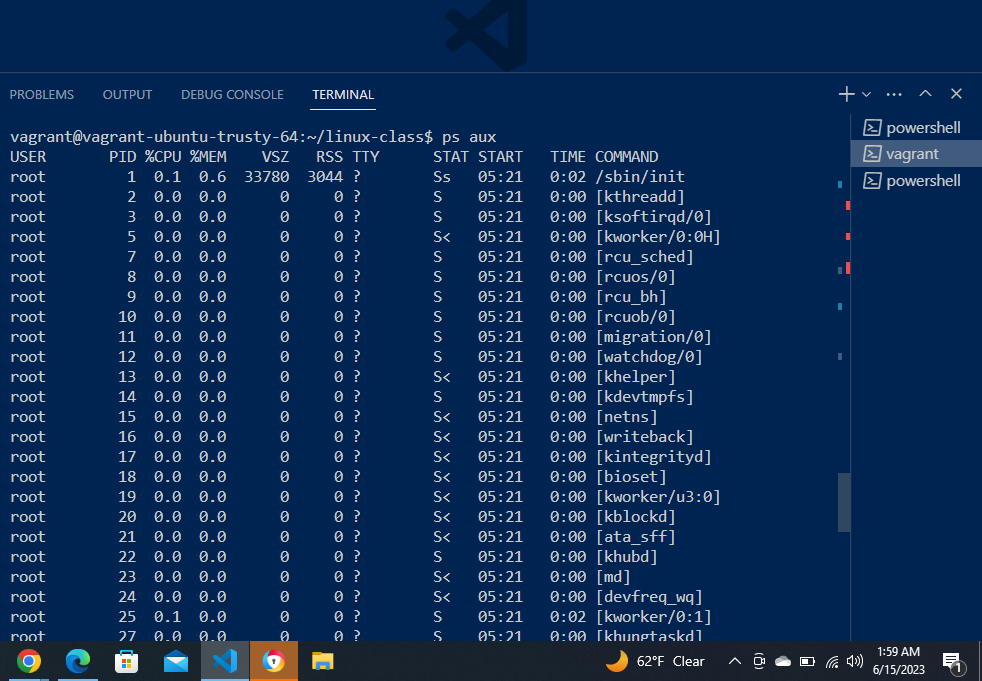 PROBLEMS OUTPUT DEBUG CONSOLE TERMINAL
powershell
vagrant
powershell
vagrant@vagrant-ubuntu-trusty-64:~/linux-class$ ps aux
USER PID %CPU %MEM VSZ RSS TTY STAT START TIME COMMAND
root 1 0.1 0.6 33780 3044 ? Ss 05:21 0:02 /sbin/init
root 2 0.0 0.0 0 0 ? S 05:21 0:00 [kthreadd]
root 3 0.0 0.0 0 0 ? S 05:21 0:00 [ksoftirqd/0]
root 5 0.0 0.0 0 0 ? S< 05:21 0:00 [kworker/0:0H]
root 7 0.0 0.0 0 0 ? S 05:21 0:00 [rcu_sched]
root 8 0.0 0.0 0 0 ? S 05:21 0:00 [rcuos/0]
root 9 0.0 0.0 0 0 ? S 05:21 0:00 [rcu_bh]
root 10 0.0 0.0 0 0 ? S 05:21 0:00 [rcuob/0]
root 11 0.0 0.0 0 0 ? S 05:21 0:00 [migration/0]
root 12 0.0 0.0 0 0 ? S 05:21 0:00 [watchdog/0]
root 13 0.0 0.0 0 0 ? S< 05:21 0:00 [khelper]
root 14 0.0 0.0 0 0 ? S 05:21 0:00 [kdevtmpfs]
root 15 0.0 0.0 0 0 ? S< 05:21 0:00 [netns]
root 16 0.0 0.0 0 0 ? S< 05:21 0:00 [writeback]
root 17 0.0 0.0 0 0 ? S< 05:21 0:00 [kintegrityd]
root 18 0.0 0.0 0 0 ? S< 05:21 0:00 [bioset]
root 19 0.0 0.0 0 0 ? S< 05:21 0:00 [kworker/u3:0]
root 20 0.0 0.0 0 0 ? S< 05:21 0:00 [kblockd]
root 21 0.0 0.0 0 0 ? S< 05:21 0:00 [ata_sff]
root 22 0.0 0.0 0 0 ? S 05:21 0:00 [khubd]
root 23 0.0 0.0 0 0 ? S< 05:21 0:00 [md]
root 24 0.0 0.0 0 0 ? S< 05:21 0:00 [devfreq_wq]
root 25 0.1 0.0 0 0 ? S 05:21 0:02 [kworker/0:1]
root 27 0.0 0.0 0 0 ? S 05:21 0:00 [khungtaskd]
62°F Clear
1:59 AM
6/15/2023
1